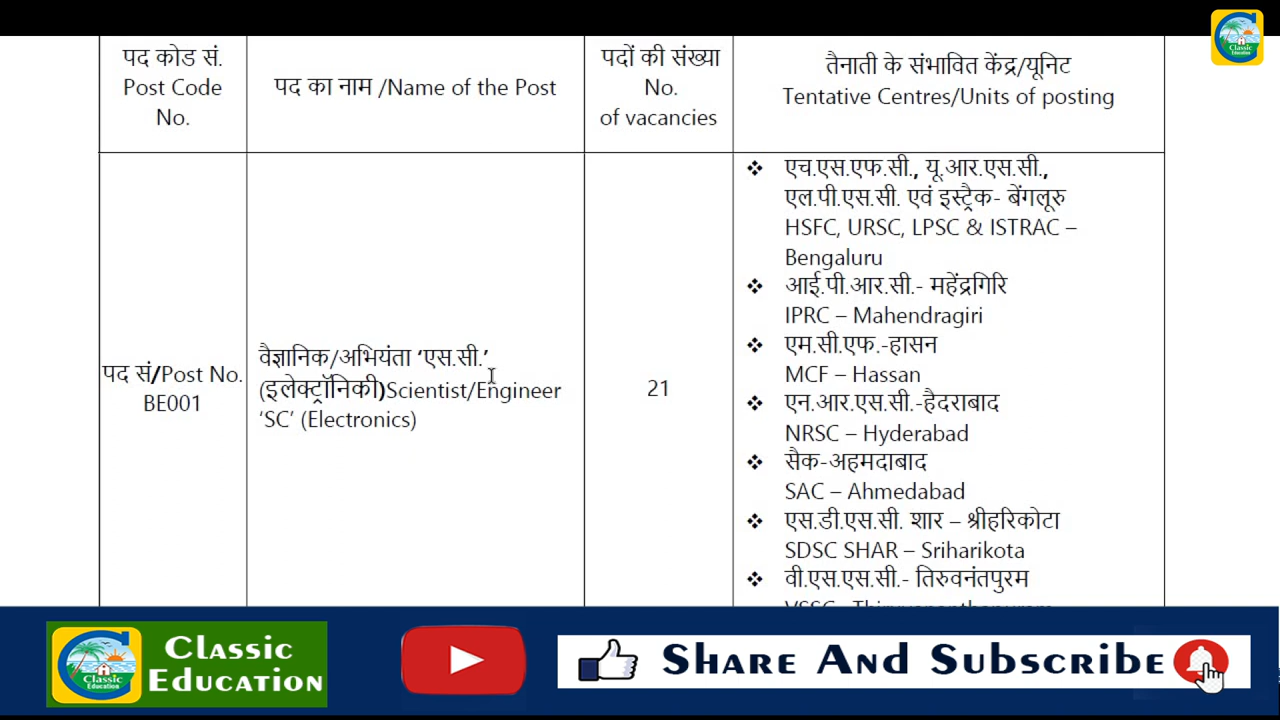 पद कोड सं.
Post Code
No.
पद का नाम /Name of the Post
पदों की संख्या
No.
of vacancies
तैनाती के संभावित केंद्र/यूनिट
Tentative Centres/Units of posting
पद सं/Post No.
BE001
वैज्ञानिक/अभियंता ‘एस.सी.’
(इलेक्ट्रॉनिकी)Scientist/Engineer
‘SC’ (Electronics)
21
❖ एच.एस.एफ.सी., यू.आर.एस.सी.,
एल.पी.एस.सी. एवं इस्ट्रैक- बेंगलूरु
HSFC, URSC, LPSC & ISTRAC –
Bengaluru
❖ आई.पी.आर.सी.- महेंद्रगिरि
IPRC – Mahendragiri
❖ एम.सी.एफ.-हासन
MCF – Hassan
❖ एन.आर.एस.सी.-हैदराबाद
NRSC – Hyderabad
❖ सैक-अहमदाबाद
SAC – Ahmedabad
❖ एस.डी.एस.सी. शार – श्रीहरिकोटा
SDSC SHAR – Sriharikota
❖ वी.एस.एस.सी.- तिरुवनंतपुरम
Classic
Education
Classic
Education
Classic
Education
Share And Subscribe